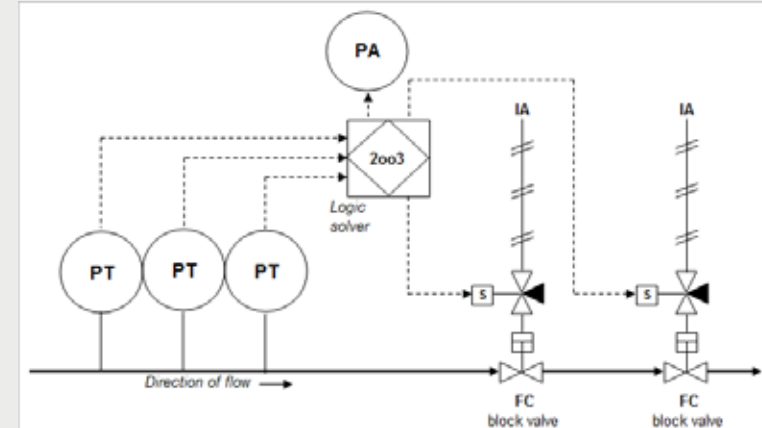 PA
IA
IA
2oo3
Logic
solver
PT
PT
PT
S
S
Direction of flow
FC
block valve
FC
block valve